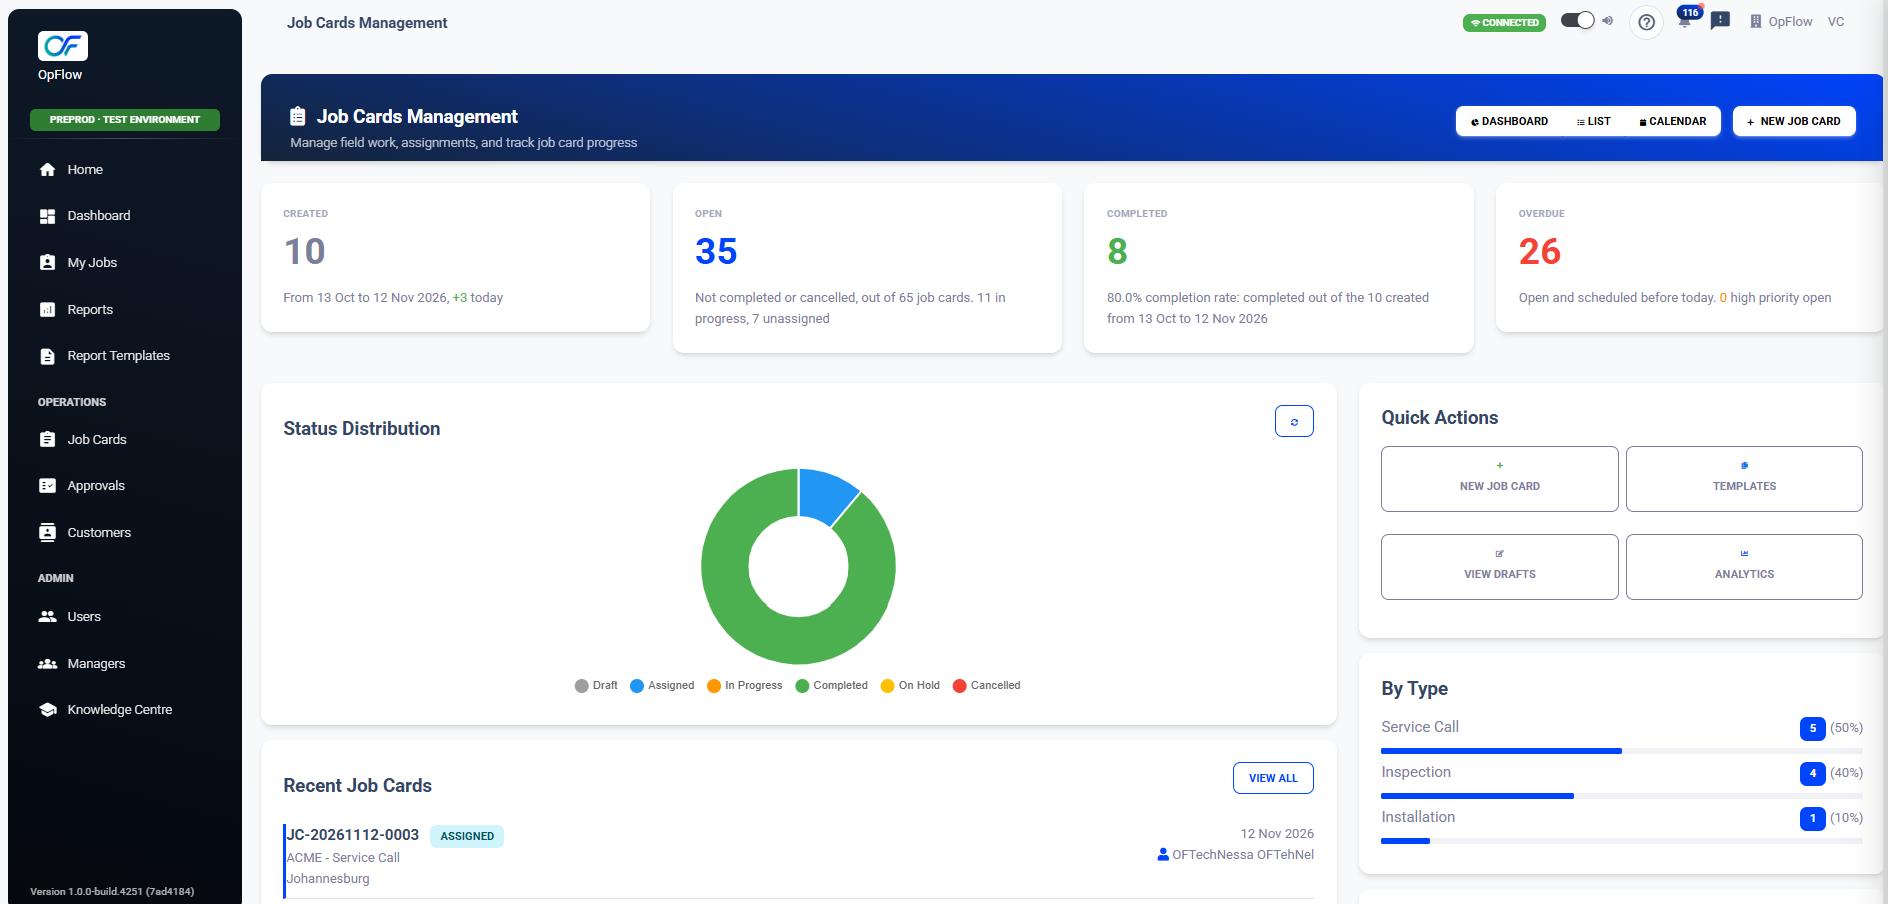 OF
OpFlow
PREPROD - TEST ENVIRONMENT
Home
Dashboard
My Jobs
Reports
Report Templates
OPERATIONS
Job Cards
Approvals
Customers
ADMIN
Users
Managers
Knowledge Centre
Version 1.0.0-build.4251 (7ad4184)
Job Cards Management
CONNECTED
116
OpFlow
VC
Job Cards Management
Manage field work, assignments, and track job card progress
DASHBOARD
LIST
CALENDAR
+ NEW JOB CARD
CREATED
10
From 13 Oct to 12 Nov 2026, +3 today
OPEN
35
Not completed or cancelled, out of 65 job cards. 11 in
progress, 7 unassigned
COMPLETED
8
80.0% completion rate: completed out of the 10 created
from 13 Oct to 12 Nov 2026
OVERDUE
26
Open and scheduled before today. 0 high priority open
Status Distribution
Draft
Assigned
In Progress
Completed
On Hold
Cancelled
Quick Actions
+
NEW JOB CARD
TEMPLATES
VIEW DRAFTS
ANALYTICS
By Type
Service Call 5 (50%)
Inspection 4 (40%)
Installation 1 (10%)
Recent Job Cards
VIEW ALL
JC-20261112-0003 ASSIGNED
12 Nov 2026
ACME - Service Call
OFTechNessa OFTehNel
Johannesburg